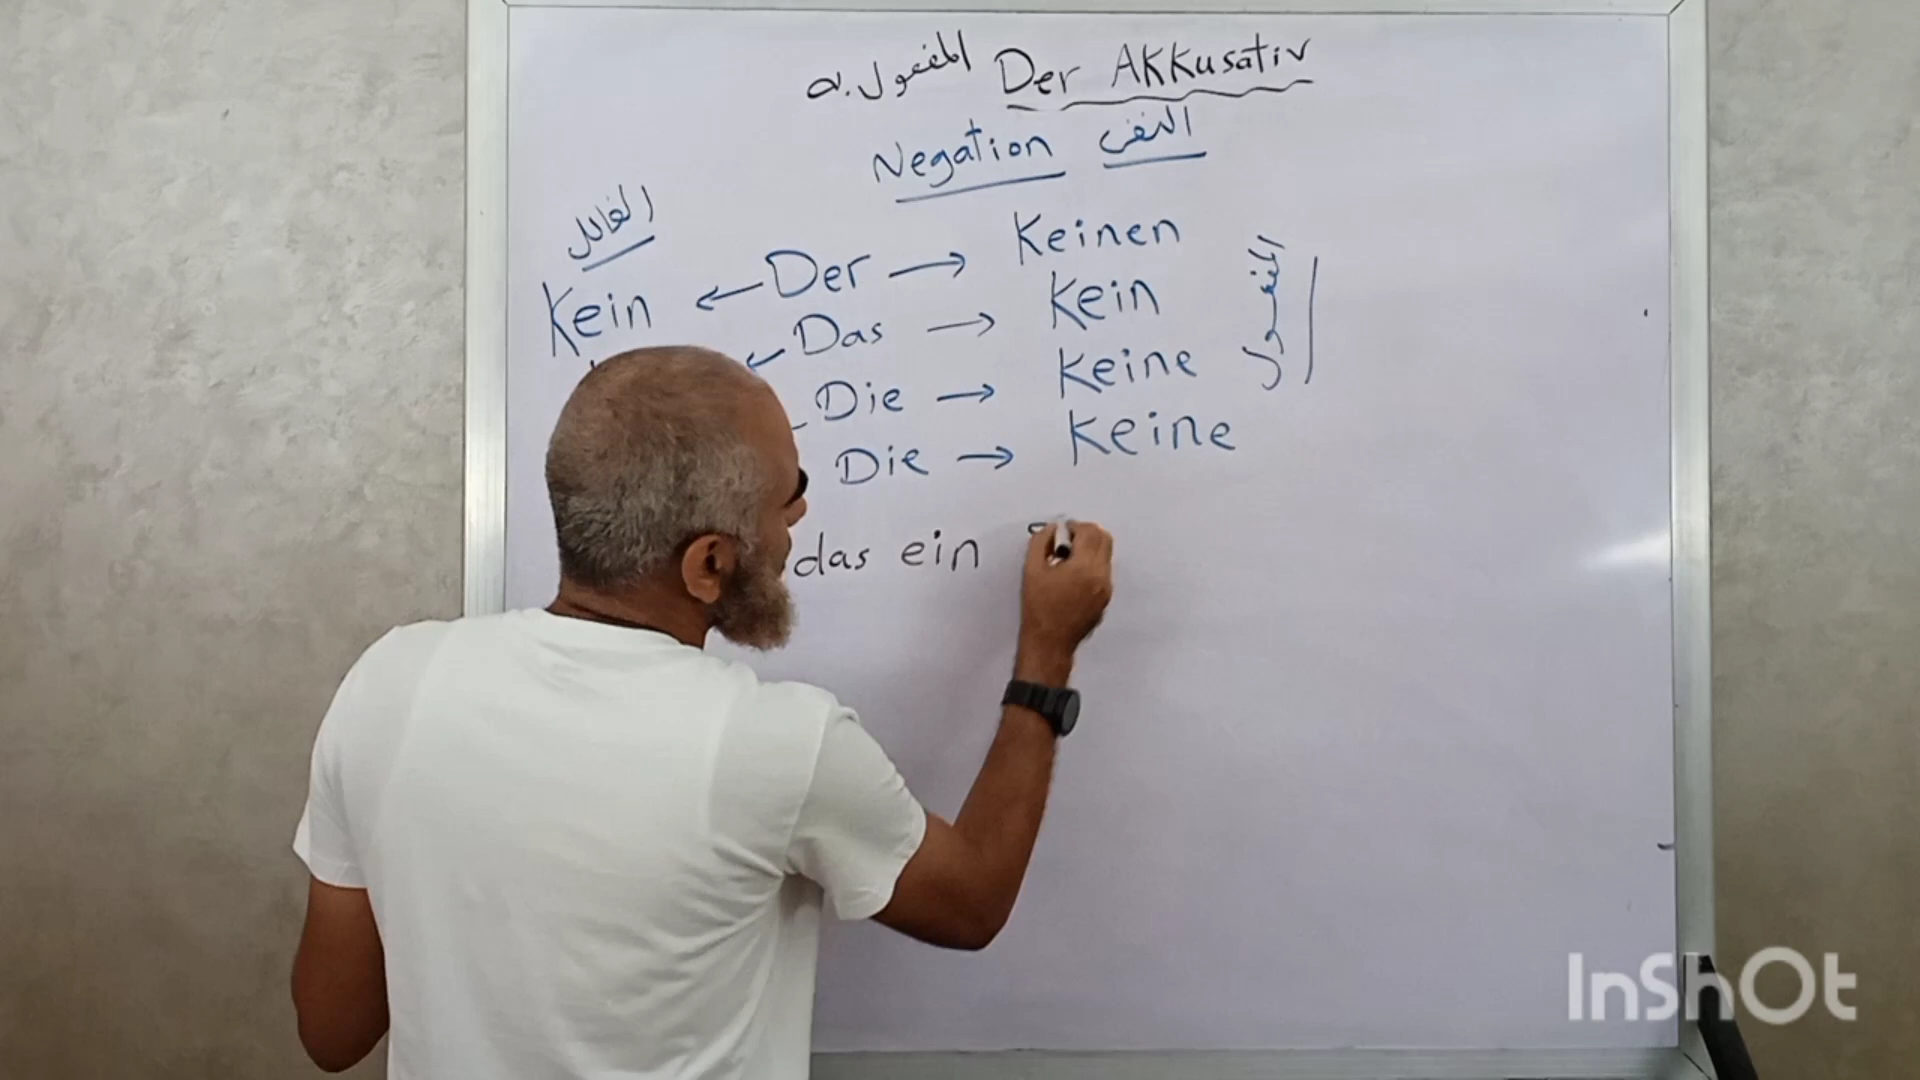 Der Akkusativ المفعول به
Negation النفي
الفاعل
Kein ← Der → Keinen
← Das → Kein
Die → Keine
Die → Keine
المفعول
das ein
InShOt